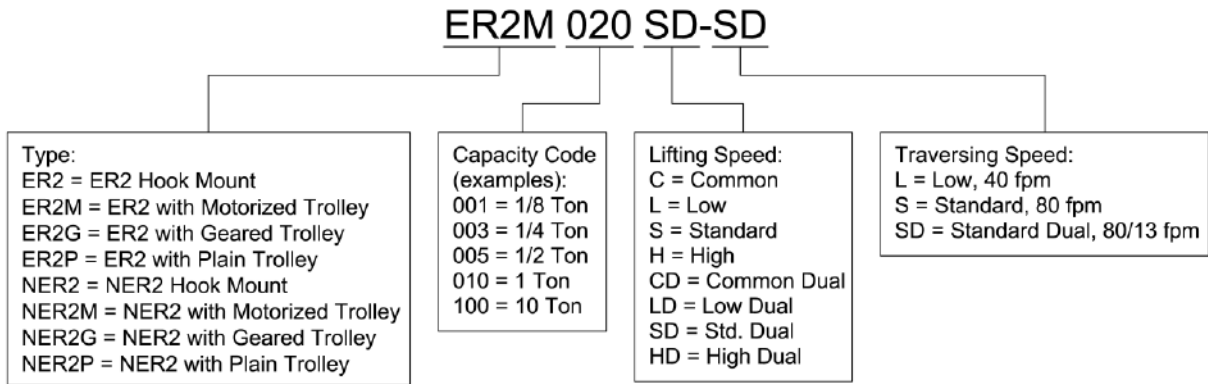 ER2M 020 SD-SD
Type:
ER2 = ER2 Hook Mount
ER2M = ER2 with Motorized Trolley
ER2G = ER2 with Geared Trolley
ER2P = ER2 with Plain Trolley
NER2 = NER2 Hook Mount
NER2M = NER2 with Motorized Trolley
NER2G = NER2 with Geared Trolley
NER2P = NER2 with Plain Trolley
Capacity Code
(examples):
001 = 1/8 Ton
003 = 1/4 Ton
005 = 1/2 Ton
010 = 1 Ton
100 = 10 Ton
Lifting Speed:
C = Common
L = Low
S = Standard
H = High
CD = Common Dual
LD = Low Dual
SD = Std. Dual
HD = High Dual
Traversing Speed:
L = Low, 40 fpm
S = Standard, 80 fpm
SD = Standard Dual, 80/13 fpm